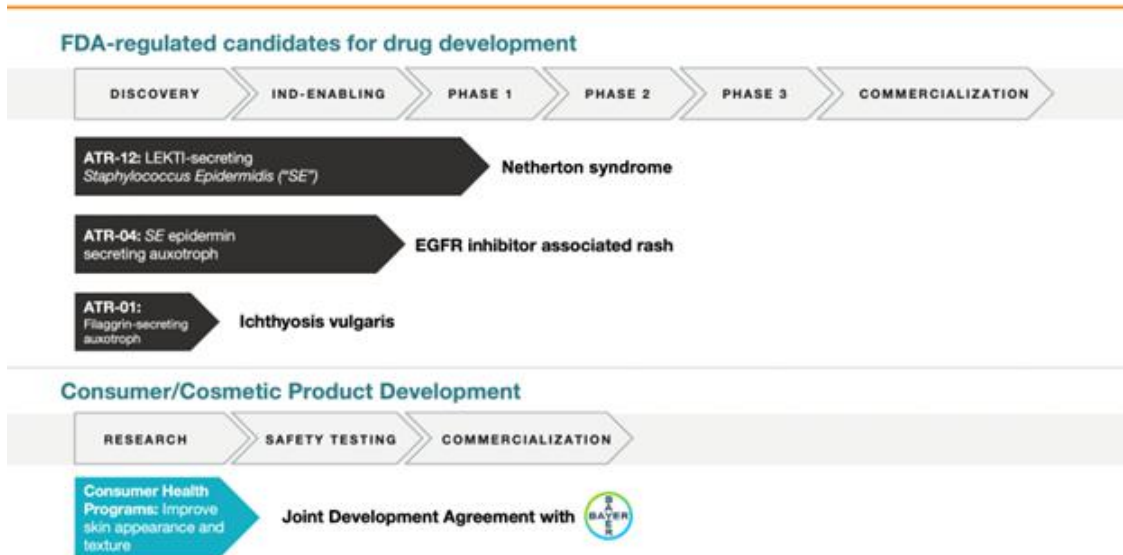 FDA-regulated candidates for drug development
DISCOVERY
IND-ENABLING
PHASE 1
PHASE 2
PHASE 3
COMMERCIALIZATION
ATR-12: LEKTI-secreting
Staphylococcus Epidermidis ("SE")
Netherton syndrome
ATR-04: SE epidermin
secreting auxotroph
EGFR inhibitor associated rash
ATR-01:
Filaggrin-secreting
auxotroph
Ichthyosis vulgaris
Consumer/Cosmetic Product Development
RESEARCH
SAFETY TESTING
COMMERCIALIZATION
Consumer Health
Programs: Improve
skin appearance and
texture
Joint Development Agreement with
BAYER
BAYER